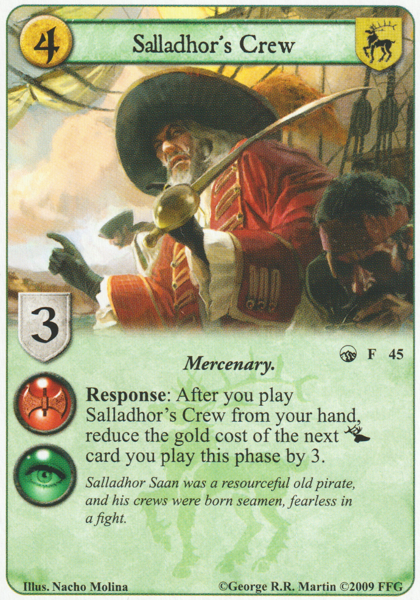 4
Salladhor's Crew
3
Mercenary.
F 45
Response: After you play
Salladhor's Crew from your hand,
reduce the gold cost of the next
card you play this phase by 3.
Salladhor Saan was a resourceful old pirate,
and his crews were born seamen, fearless in
a fight.
Illus. Nacho Molina
©George R.R. Martin ©2009 FFG